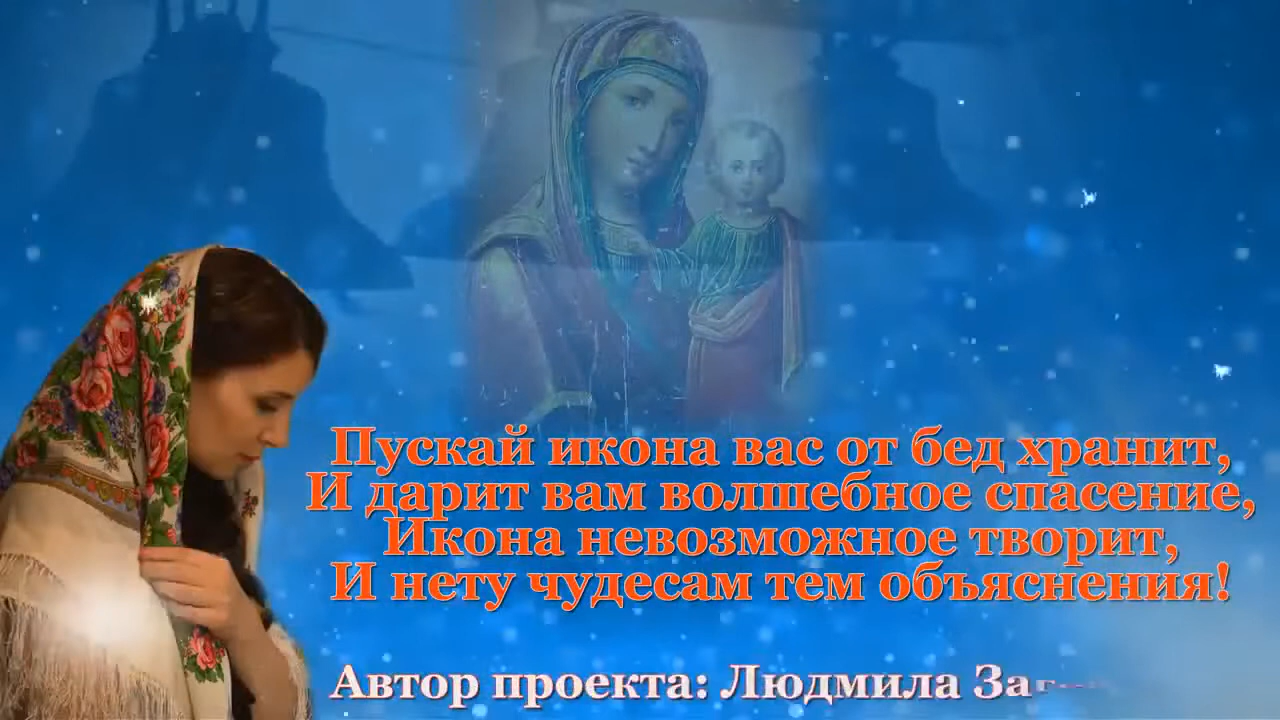 Пускай икона вас от бед хранит,
И дарит вам волшебное спасение,
Икона невозможное творит,
И нету чудесам тем объяснения!
Автор проекта: Людмила